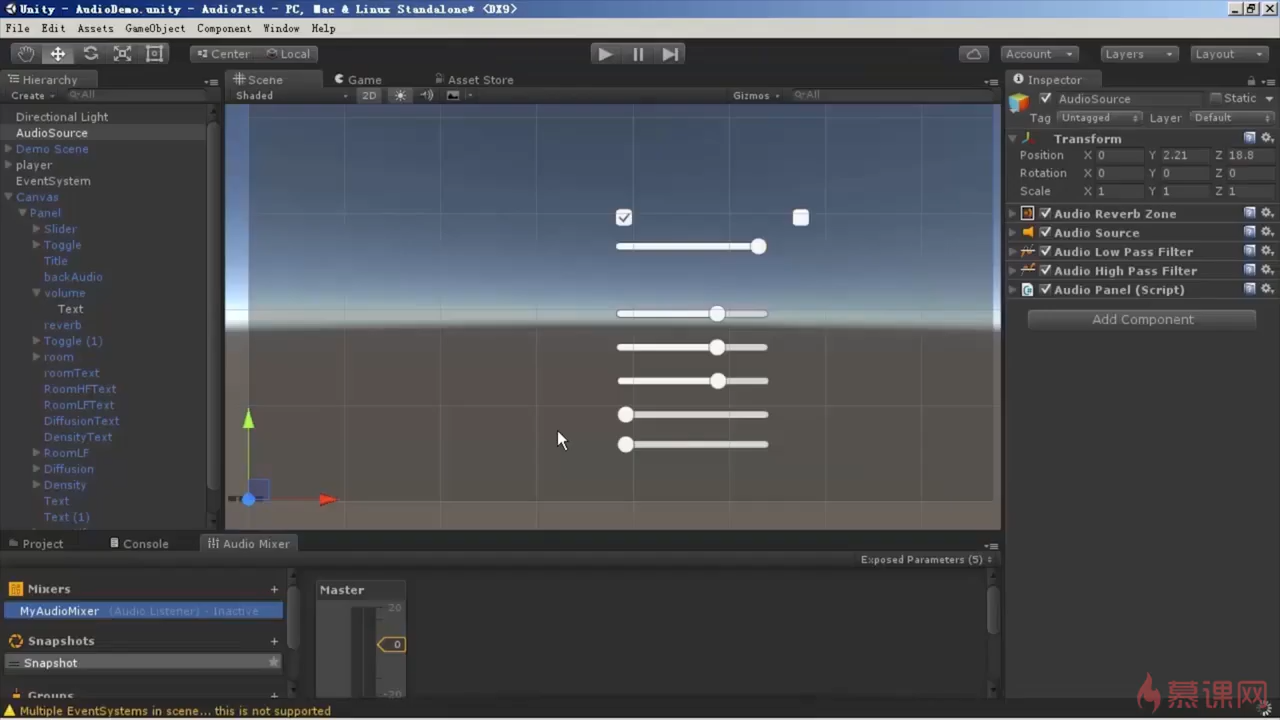 Unity - AudioDemo.unity - AudioTest - PC, Mac & Linux Standalone* <DX9>
File Edit Assets GameObject Component Window Help
Center Local Account Layers Layout
Hierarchy Scene Game Asset Store Inspector
Create All Shaded 2D Gizmos All
AudioSource Static
Tag Untagged Layer Default
Directional Light
AudioSource
Demo Scene
player
EventSystem
Canvas
Panel
Slider
Toggle
Title
backAudio
volume
Text
reverb
Toggle (1)
room
roomText
RoomHFText
RoomLFText
DiffusionText
DensityText
RoomLF
Diffusion
Density
Text
Text (1)
Transform
Position X 0 Y 2.21 Z 18.8
Rotation X 0 Y 0 Z 0
Scale X 1 Y 1 Z 1
Audio Reverb Zone
Audio Source
Audio Low Pass Filter
Audio High Pass Filter
Audio Panel (Script)
Add Component
Project Console Audio Mixer
Exposed Parameters (5)
Mixers +
MyAudioMixer (Audio Listener) - Inactive
Snapshots +
Snapshot
Groups +
Master
20
0
-20
Multiple EventSystems in scene... this is not supported
慕课网